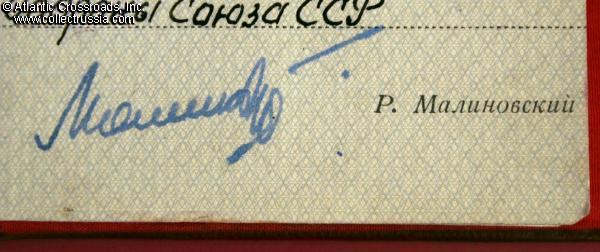 © Atlantic Crossroads, Inc.
© www.collectrussia.com
Союза ССР
Р. Малиновский